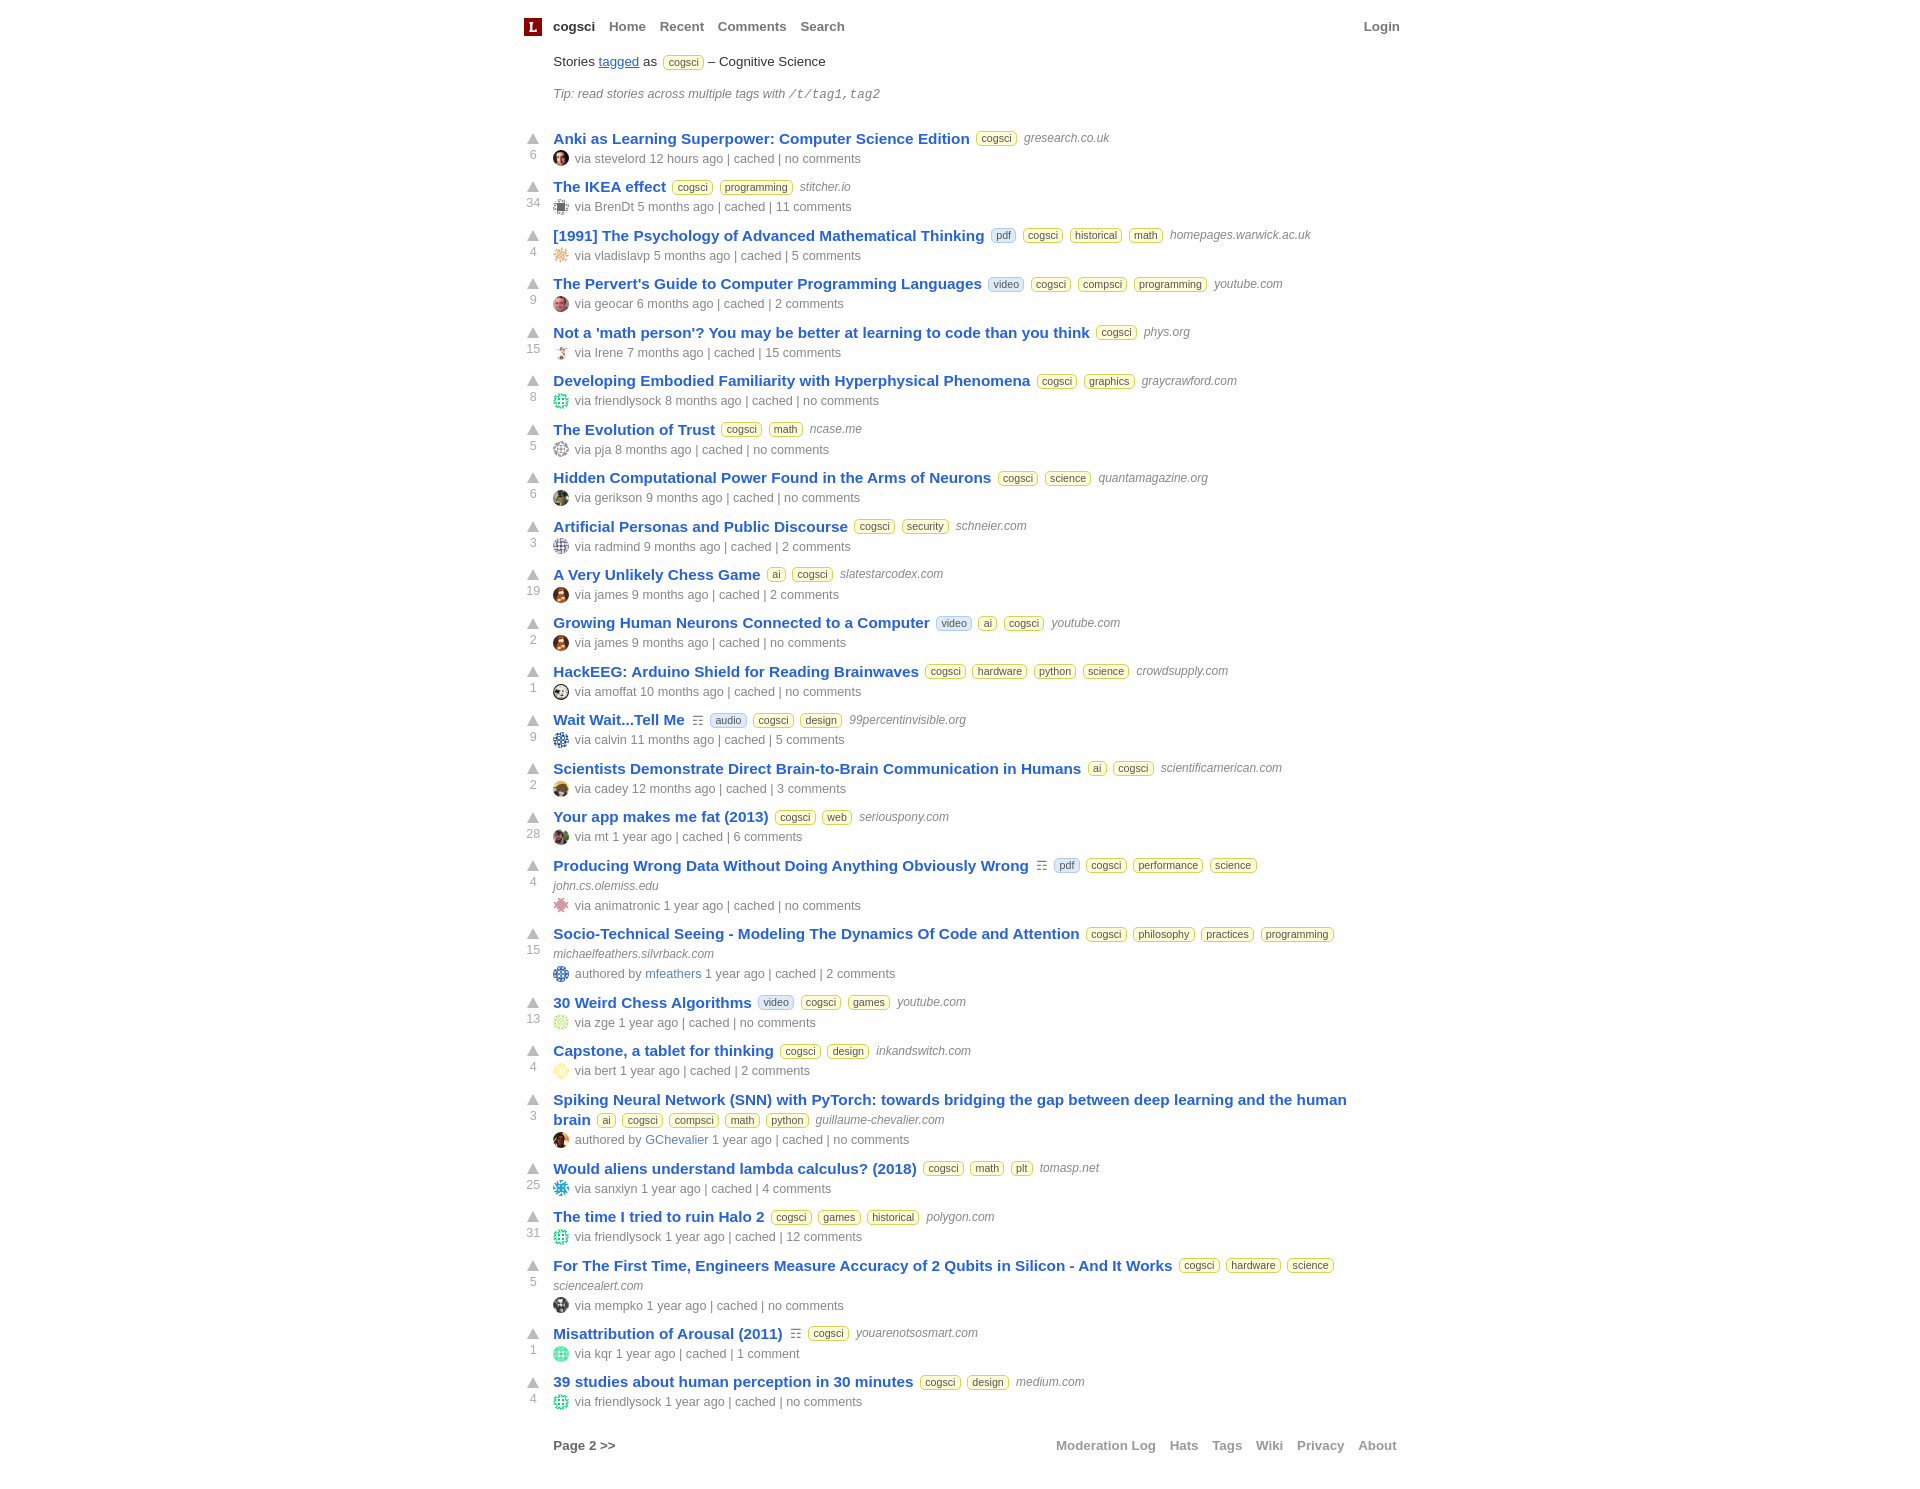 L cogsci Home Recent Comments Search Login
Stories tagged as cogsci – Cognitive Science
Tip: read stories across multiple tags with /t/tag1,tag2
Anki as Learning Superpower: Computer Science Edition cogsci gresearch.co.uk
6 via stevelord 12 hours ago | cached | no comments
The IKEA effect cogsci programming stitcher.io
34 via BrenDt 5 months ago | cached | 11 comments
[1991] The Psychology of Advanced Mathematical Thinking pdf cogsci historical math homepages.warwick.ac.uk
4 via vladislavp 5 months ago | cached | 5 comments
The Pervert's Guide to Computer Programming Languages video cogsci compsci programming youtube.com
9 via geocar 6 months ago | cached | 2 comments
Not a 'math person'? You may be better at learning to code than you think cogsci phys.org
15 via Irene 7 months ago | cached | 15 comments
Developing Embodied Familiarity with Hyperphysical Phenomena cogsci graphics graycrawford.com
8 via friendlysock 8 months ago | cached | no comments
The Evolution of Trust cogsci math ncase.me
5 via pja 8 months ago | cached | no comments
Hidden Computational Power Found in the Arms of Neurons cogsci science quantamagazine.org
6 via gerikson 9 months ago | cached | no comments
Artificial Personas and Public Discourse cogsci security schneier.com
3 via radmind 9 months ago | cached | 2 comments
A Very Unlikely Chess Game ai cogsci slatestarcodex.com
19 via james 9 months ago | cached | 2 comments
Growing Human Neurons Connected to a Computer video ai cogsci youtube.com
2 via james 9 months ago | cached | no comments
HackEEG: Arduino Shield for Reading Brainwaves cogsci hardware python science crowdsupply.com
1 via amoffat 10 months ago | cached | no comments
Wait Wait...Tell Me ☶ audio cogsci design 99percentinvisible.org
9 via calvin 11 months ago | cached | 5 comments
Scientists Demonstrate Direct Brain-to-Brain Communication in Humans ai cogsci scientificamerican.com
2 via cadey 12 months ago | cached | 3 comments
Your app makes me fat (2013) cogsci web seriouspony.com
28 via mt 1 year ago | cached | 6 comments
Producing Wrong Data Without Doing Anything Obviously Wrong ☶ pdf cogsci performance science
4 john.cs.olemiss.edu
via animatronic 1 year ago | cached | no comments
Socio-Technical Seeing - Modeling The Dynamics Of Code and Attention cogsci philosophy practices programming
15 michaelfeathers.silvrback.com
authored by mfeathers 1 year ago | cached | 2 comments
30 Weird Chess Algorithms video cogsci games youtube.com
13 via zge 1 year ago | cached | no comments
Capstone, a tablet for thinking cogsci design inkandswitch.com
4 via bert 1 year ago | cached | 2 comments
Spiking Neural Network (SNN) with PyTorch: towards bridging the gap between deep learning and the human
3 brain ai cogsci compsci math python guillaume-chevalier.com
authored by GChevalier 1 year ago | cached | no comments
Would aliens understand lambda calculus? (2018) cogsci math plt tomasp.net
25 via sanxiyn 1 year ago | cached | 4 comments
The time I tried to ruin Halo 2 cogsci games historical polygon.com
31 via friendlysock 1 year ago | cached | 12 comments
For The First Time, Engineers Measure Accuracy of 2 Qubits in Silicon - And It Works cogsci hardware science
5 sciencealert.com
via mempko 1 year ago | cached | no comments
Misattribution of Arousal (2011) ☶ cogsci youarenotsosmart.com
1 via kqr 1 year ago | cached | 1 comment
39 studies about human perception in 30 minutes cogsci design medium.com
4 via friendlysock 1 year ago | cached | no comments
Page 2 >> Moderation Log Hats Tags Wiki Privacy About